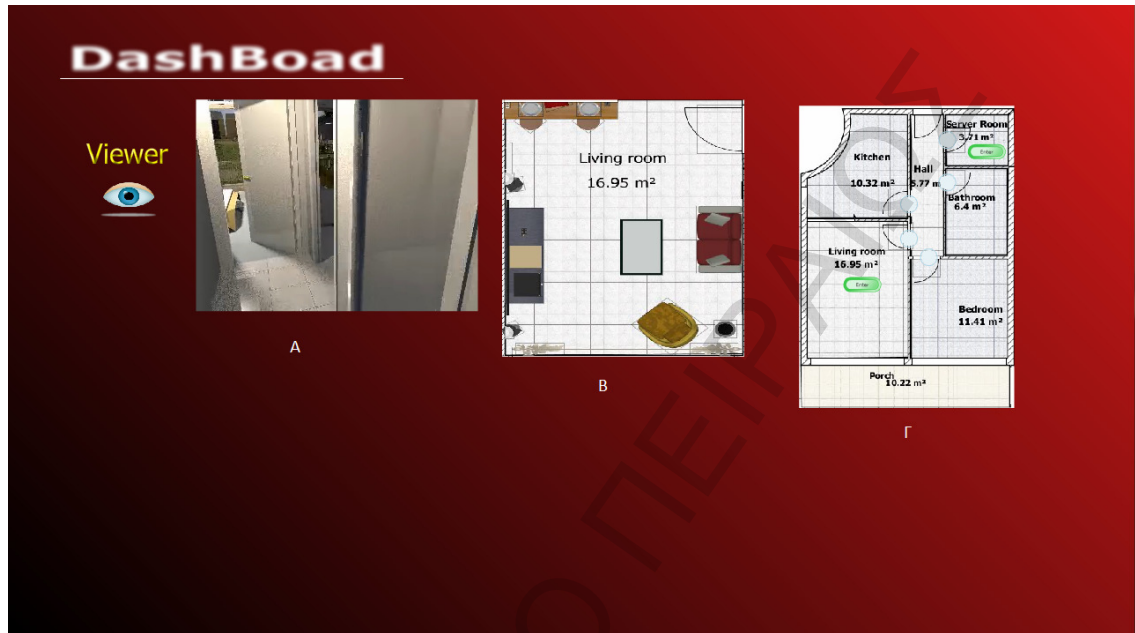 DashBoad
Viewer
A
Living room
16.95 m²
B
Server Room
3.71 m²
Enter
Kitchen
10.32 m²
Hall
5.77 m
Bathroom
6.4 m²
Living room
16.95 m²
Enter
Bedroom
11.41 m²
Porch
10.22 m²
Γ
Ο ΠΕΙΡΑΙΩΣ